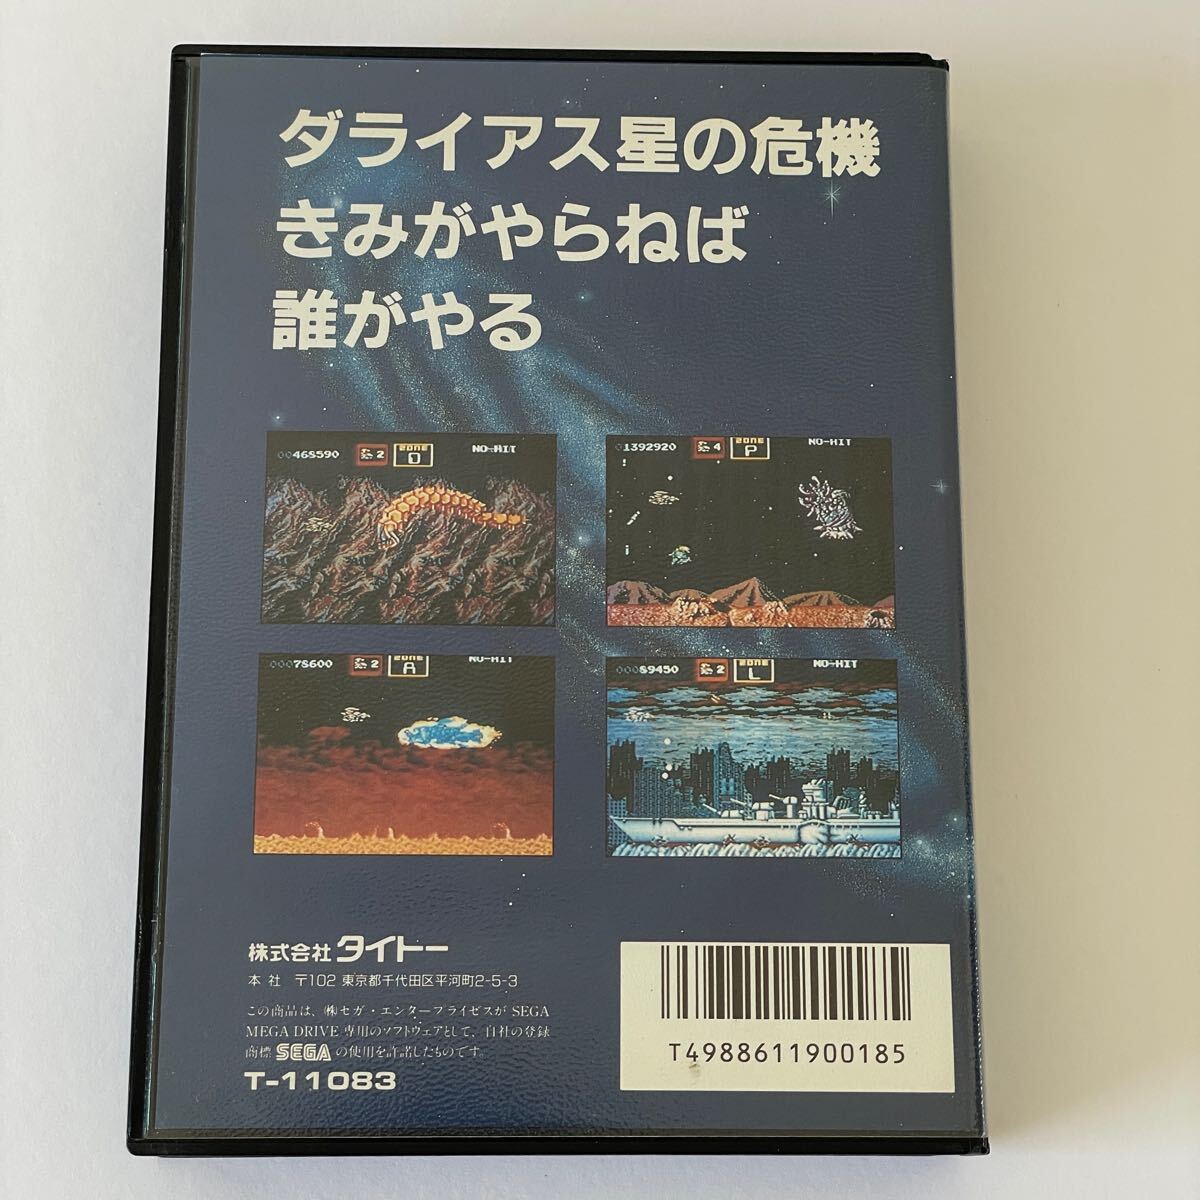 ダライアス星の危機
きみがやらねば
誰がやる
00468590 2 ZONE O NO-HIT
01392920 4 ZONE P NO-HIT
00078600 2 ZONE A NO-HIT
00089450 2 ZONE L NO-HIT
株式会社 タイトー
本社 〒102 東京都千代田区平河町2-5-3
この商品は、㈱セガ・エンタープライゼスが SEGA
MEGA DRIVE 専用のソフトウェアとして、自社の登録
商標 SEGA の使用を許諾したものです。
T-11083
T4988611900185